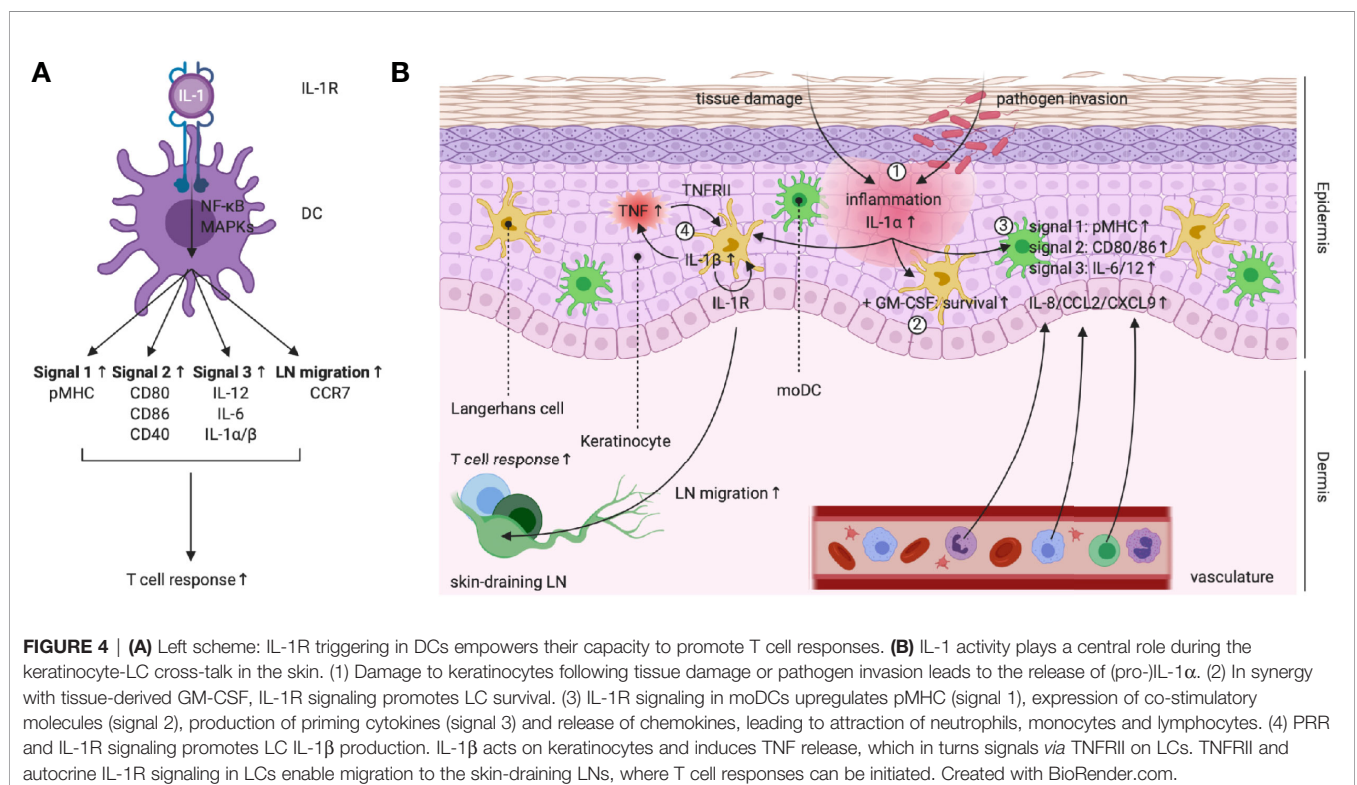 A
IL-1
IL-1R
NF-κB
MAPKs
DC
Signal 1 ↑ Signal 2 ↑ Signal 3 ↑ LN migration ↑
pMHC CD80 IL-12 CCR7
CD86 IL-6
CD40 IL-1α/β
T cell response ↑
B
tissue damage
pathogen invasion
1
inflammation
IL-1α ↑
TNFRII
TNF ↑
4
IL-1β ↑
IL-1R
3
signal 1: pMHC ↑
signal 2: CD80/86 ↑
signal 3: IL-6/12 ↑
+ GM-CSF: survival ↑
2
IL-8/CCL2/CXCL9 ↑
Epidermis
moDC
Langerhans cell
Keratinocyte
T cell response ↑
LN migration ↑
skin-draining LN
vasculature
Dermis
FIGURE 4 | (A) Left scheme: IL-1R triggering in DCs empowers their capacity to promote T cell responses. (B) IL-1 activity plays a central role during the
keratinocyte-LC cross-talk in the skin. (1) Damage to keratinocytes following tissue damage or pathogen invasion leads to the release of (pro-)IL-1α. (2) In synergy
with tissue-derived GM-CSF, IL-1R signaling promotes LC survival. (3) IL-1R signaling in moDCs upregulates pMHC (signal 1), expression of co-stimulatory
molecules (signal 2), production of priming cytokines (signal 3) and release of chemokines, leading to attraction of neutrophils, monocytes and lymphocytes. (4) PRR
and IL-1R signaling promotes LC IL-1β production. IL-1β acts on keratinocytes and induces TNF release, which in turns signals via TNFRII on LCs. TNFRII and
autocrine IL-1R signaling in LCs enable migration to the skin-draining LNs, where T cell responses can be initiated. Created with BioRender.com.